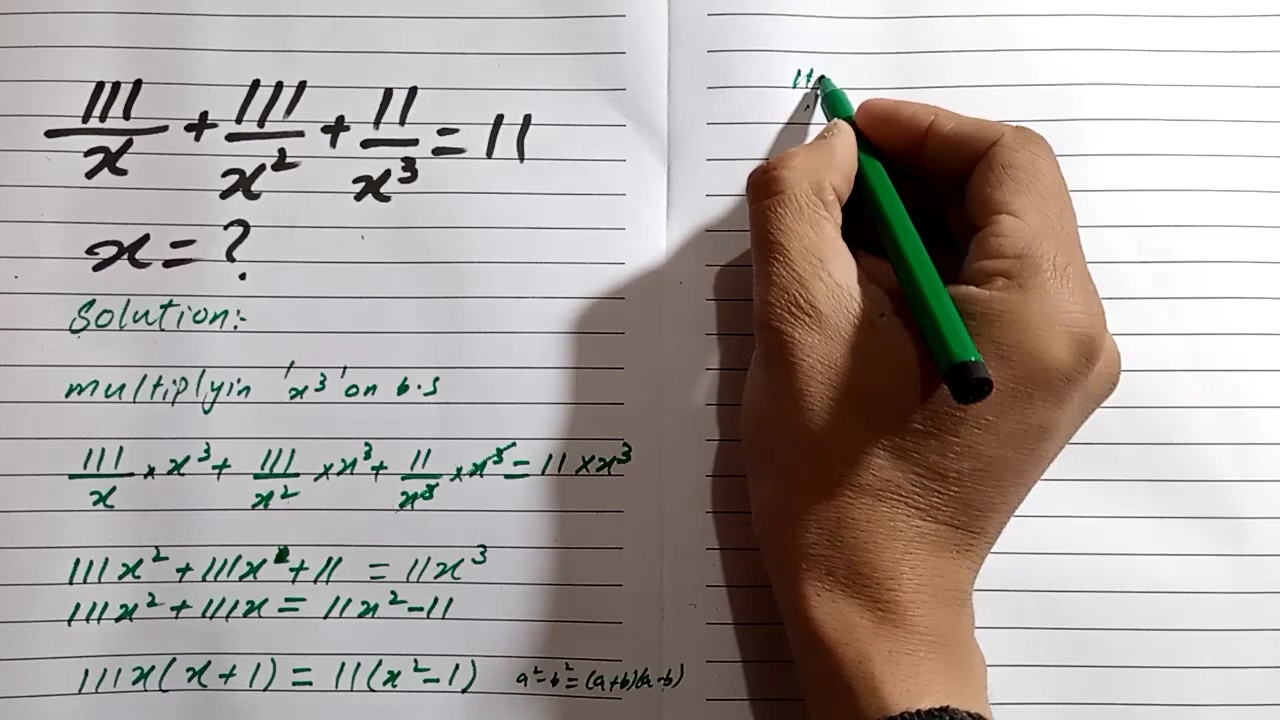 111/x + 111/x² + 11/x³ = 11
x = ?
Solution:-
multiplyin 'x³' on b.s
111/x × x³ + 111/x² × x³ + 11/x³ × x³ = 11 × x³
111x² + 111x + 11 = 11x³
111x² + 111x = 11x² - 11
111x(x+1) = 11(x²-1) a²-b²=(a+b)(a-b)